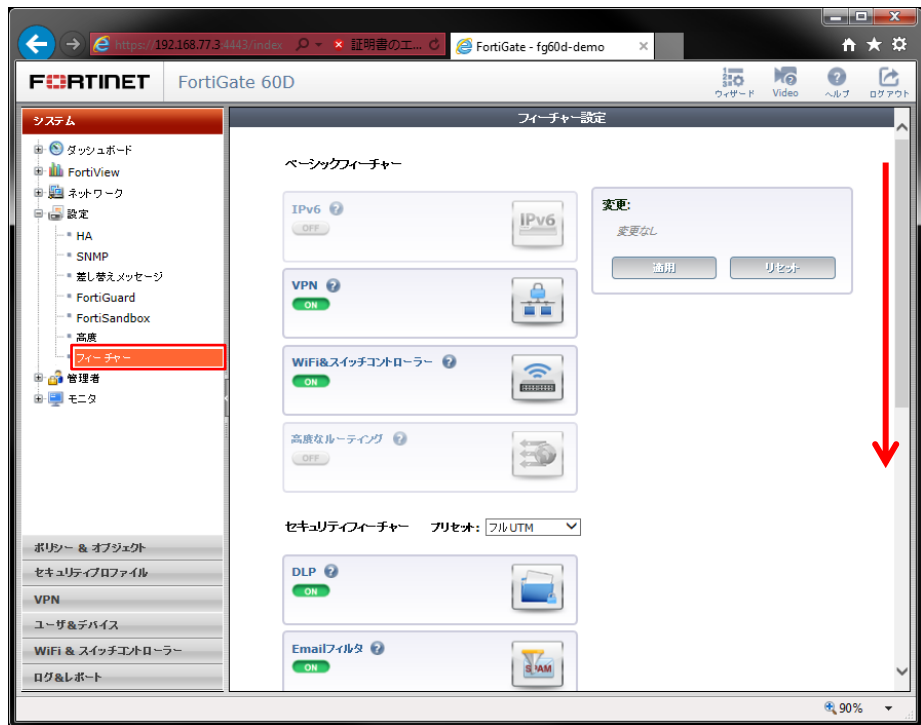 https://192.168.77.3:4443/index
証明書のエ...
FortiGate - fg60d-demo
FORTINET
FortiGate 60D
ウィザード
Video
ヘルプ
ログアウト
システム
ダッシュボード
FortiView
ネットワーク
設定
HA
SNMP
差し替えメッセージ
FortiGuard
FortiSandbox
高度
フィーチャー
管理者
モニタ
ポリシー & オブジェクト
セキュリティプロファイル
VPN
ユーザ&デバイス
WiFi & スイッチコントローラー
ログ&レポート
フィーチャー設定
ベーシックフィーチャー
IPv6
OFF
IPv6
VPN
ON
WiFi&スイッチコントローラー
ON
高度なルーティング
OFF
変更:
変更なし
適用
リセット
セキュリティフィーチャー プリセット: フルUTM
DLP
ON
Emailフィルタ
ON
SPAM
90%